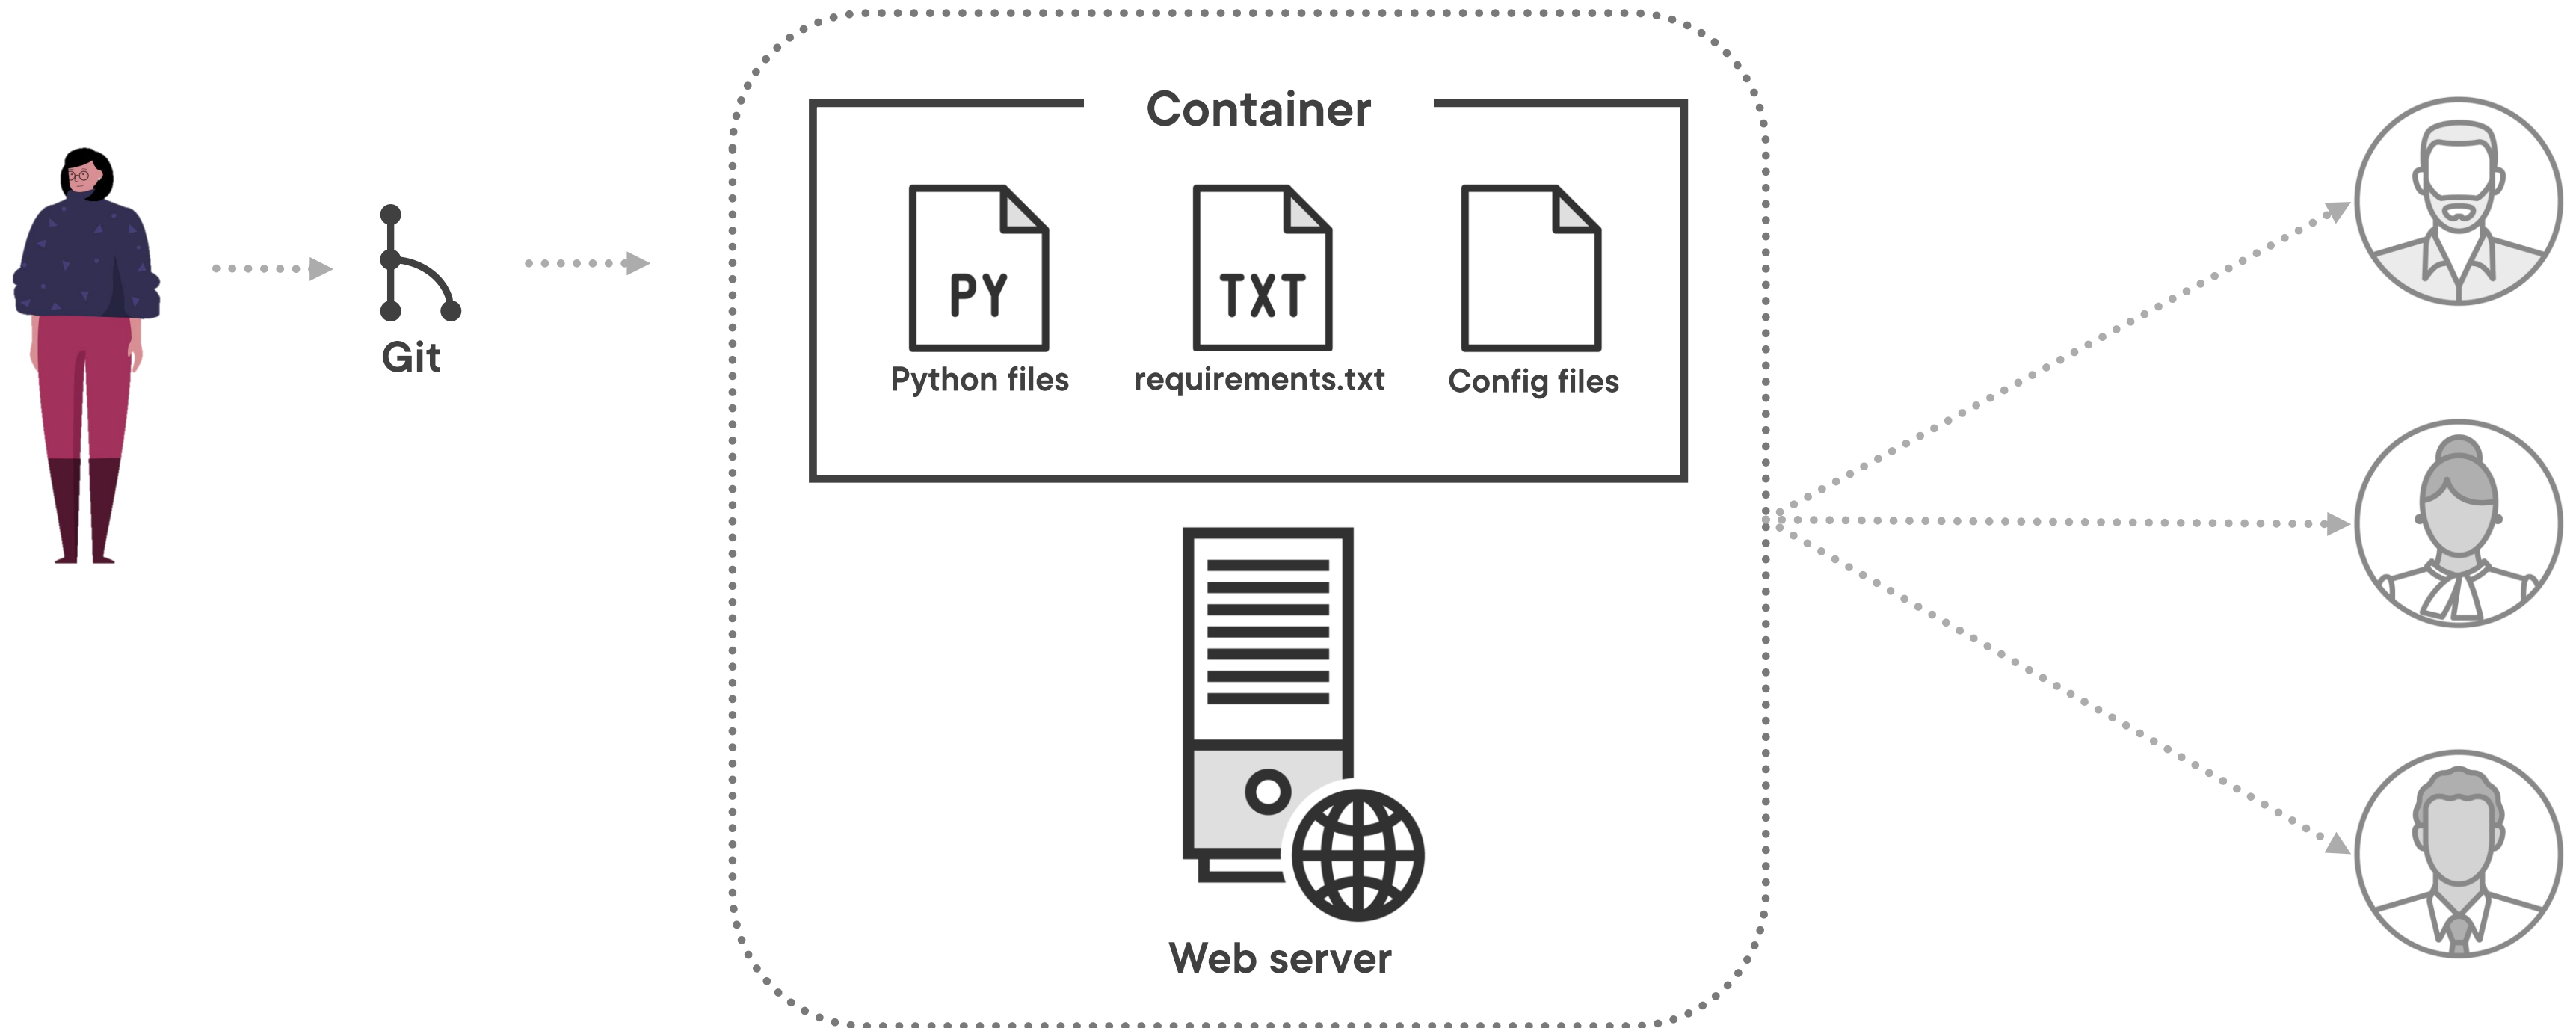 Container
PY
TXT
Python files
requirements.txt
Config files
Git
Web server